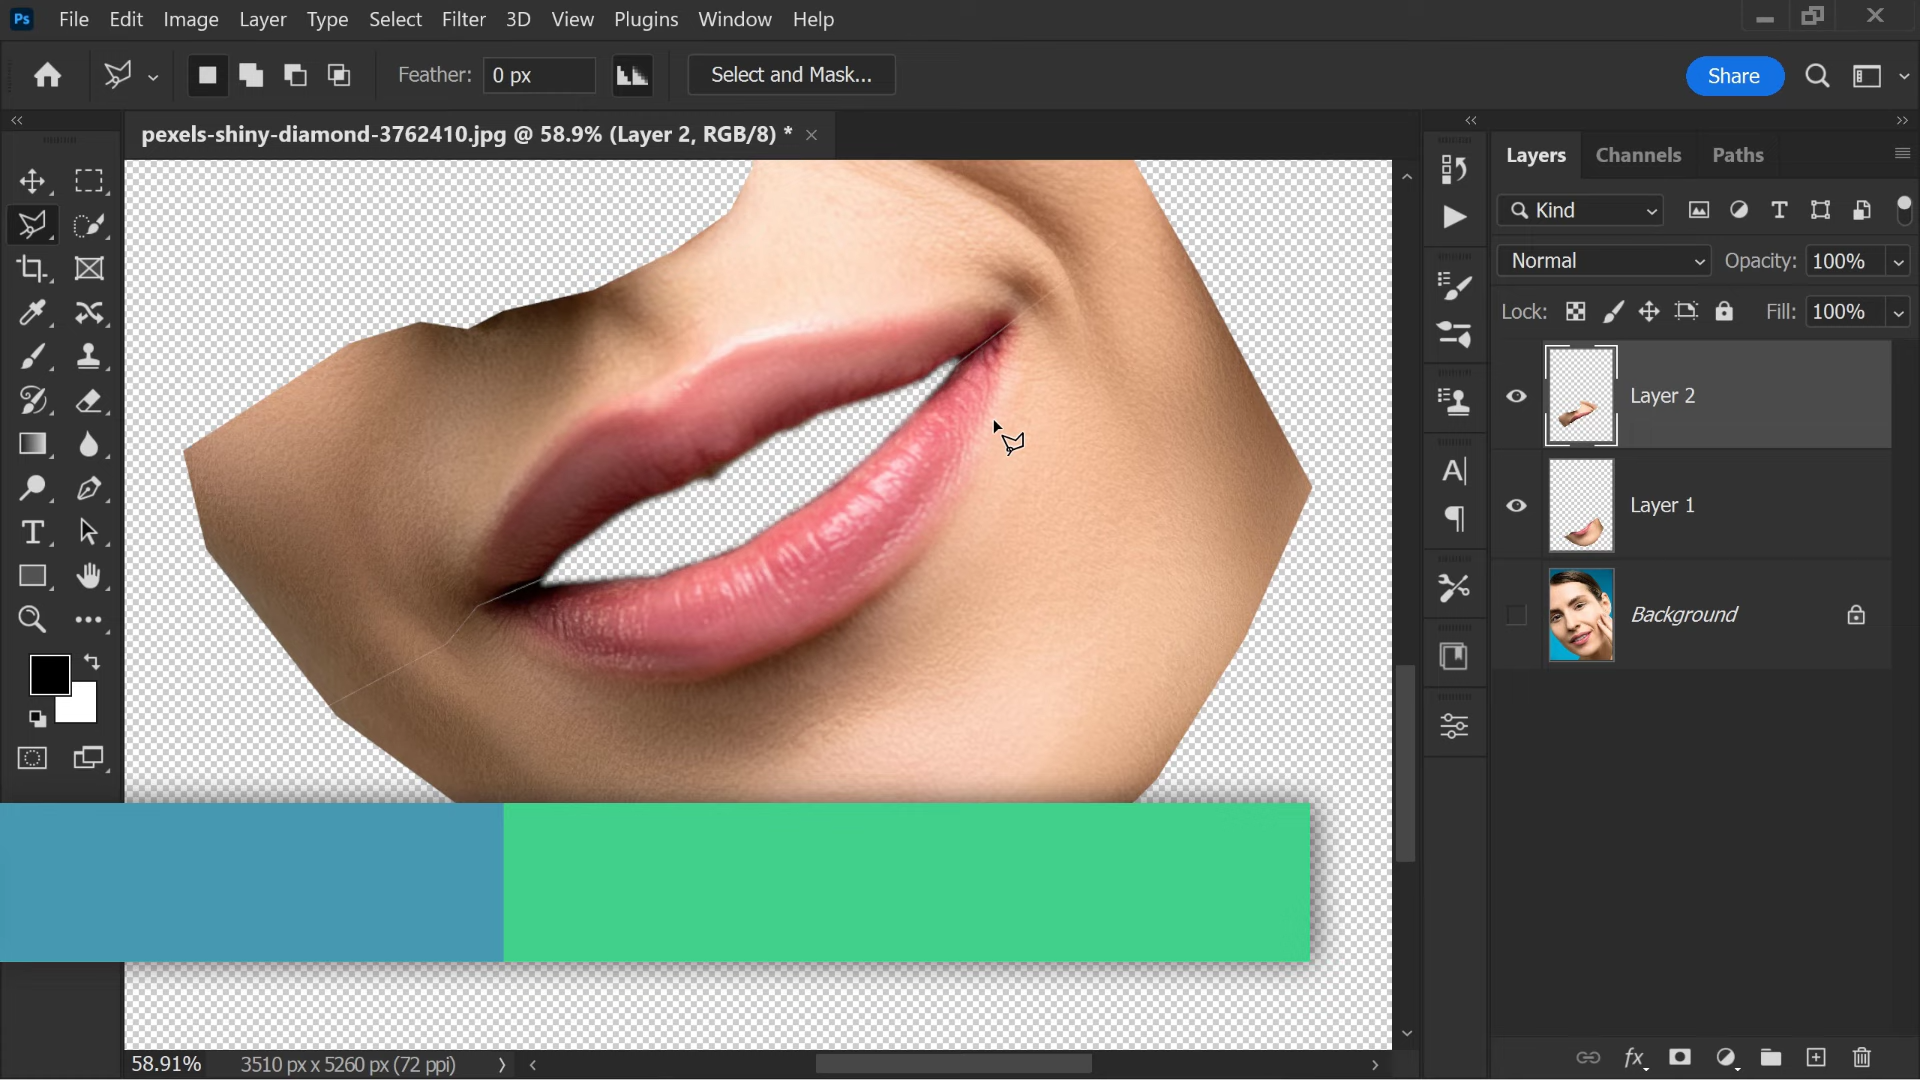 Ps File Edit Image Layer Type Select Filter 3D View Plugins Window Help
Feather: 0 px Select and Mask... Share
pexels-shiny-diamond-3762410.jpg @ 58.9% (Layer 2, RGB/8) *
Layers Channels Paths
Kind
Normal Opacity: 100%
Lock: Fill: 100%
Layer 2
Layer 1
Background
fx
58.91% 3510 px x 5260 px (72 ppi)